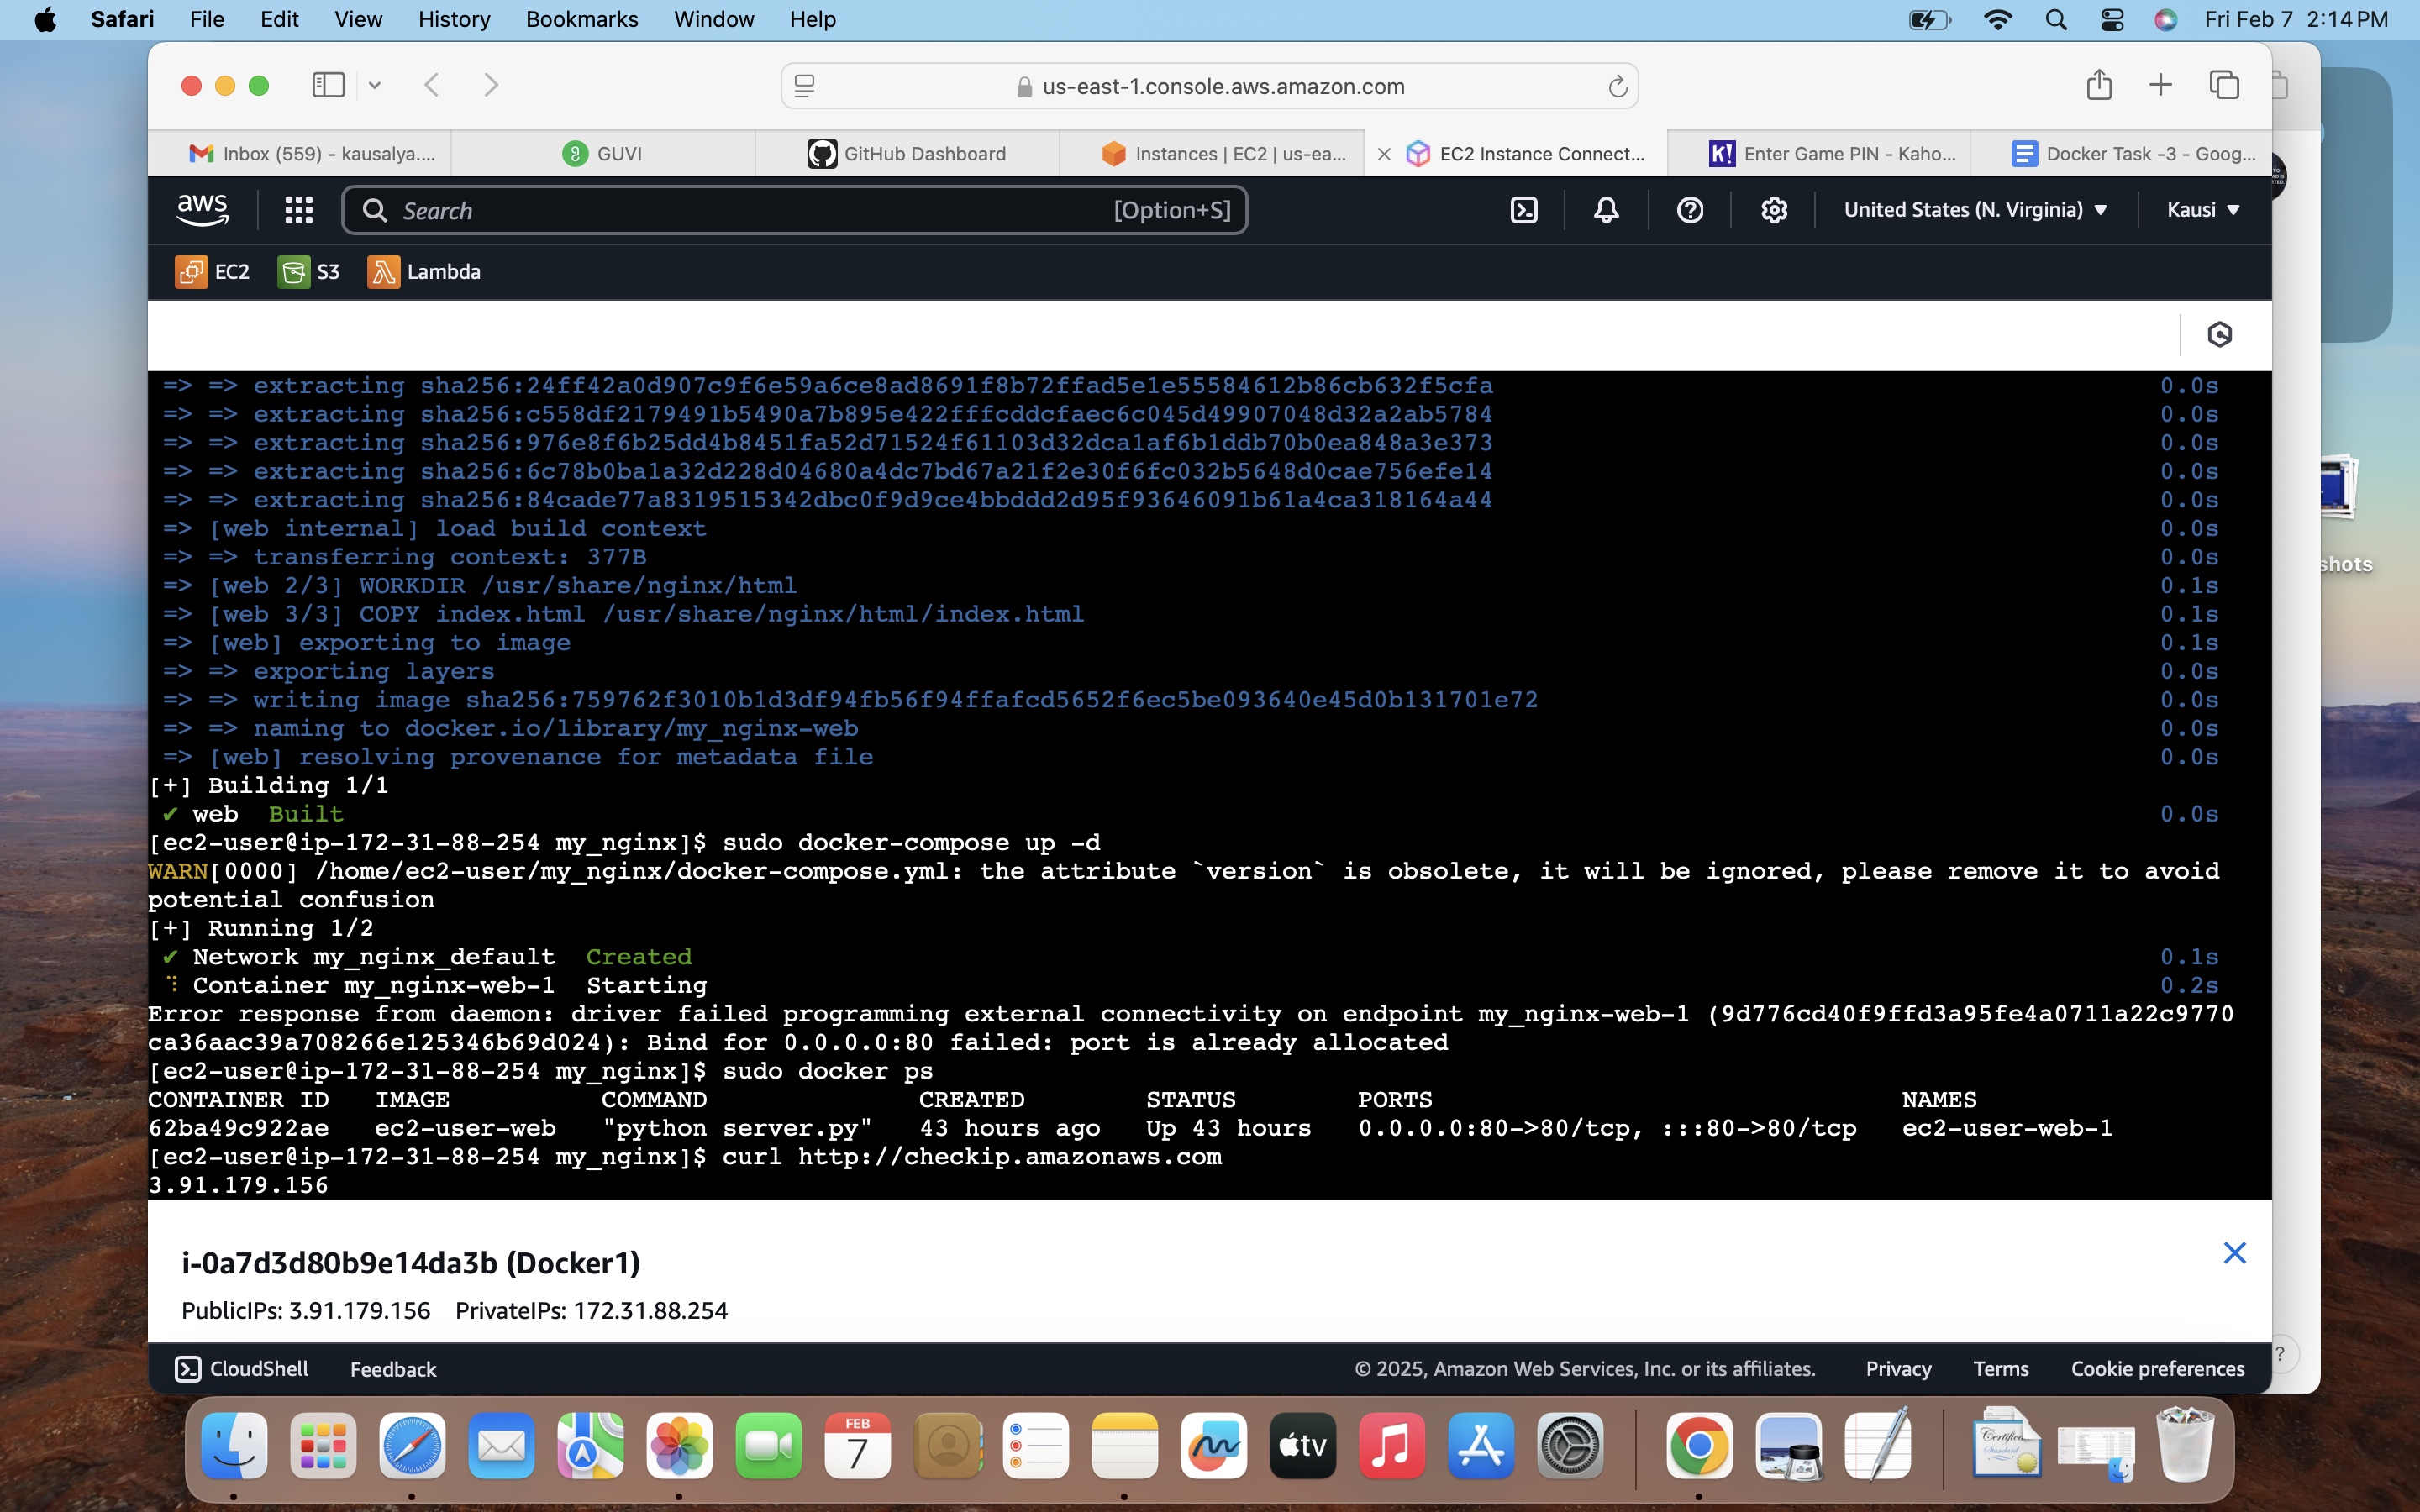 Safari File Edit View History Bookmarks Window Help Fri Feb 7 2:14 PM
us-east-1.console.aws.amazon.com
Inbox (559) - kausalya.... GUVI GitHub Dashboard Instances | EC2 | us-ea... EC2 Instance Connect... K! Enter Game PIN - Kaho... Docker Task -3 - Goog...
aws Search [Option+S] United States (N. Virginia) Kausi
EC2 S3 Lambda
=> => extracting sha256:24ff42a0d907c9f6e59a6ce8ad8691f8b72ffad5e1e55584612b86cb632f5cfa 0.0s
=> => extracting sha256:c558df2179491b5490a7b895e422fffcddcfaec6c045d49907048d32a2ab5784 0.0s
=> => extracting sha256:976e8f6b25dd4b8451fa52d71524f61103d32dca1af6b1ddb70b0ea848a3e373 0.0s
=> => extracting sha256:6c78b0ba1a32d228d04680a4dc7bd67a21f2e30f6fc032b5648d0cae756efe14 0.0s
=> => extracting sha256:84cade77a8319515342dbc0f9d9ce4bbddd2d95f93646091b61a4ca318164a44 0.0s
=> [web internal] load build context 0.0s
=> => transferring context: 377B 0.0s
=> [web 2/3] WORKDIR /usr/share/nginx/html 0.1s
=> [web 3/3] COPY index.html /usr/share/nginx/html/index.html 0.1s
=> [web] exporting to image 0.1s
=> => exporting layers 0.0s
=> => writing image sha256:759762f3010b1d3df94fb56f94ffafcd5652f6ec5be093640e45d0b131701e72 0.0s
=> => naming to docker.io/library/my_nginx-web 0.0s
=> [web] resolving provenance for metadata file 0.0s
[+] Building 1/1
✔ web Built 0.0s
[ec2-user@ip-172-31-88-254 my_nginx]$ sudo docker-compose up -d
WARN[0000] /home/ec2-user/my_nginx/docker-compose.yml: the attribute `version` is obsolete, it will be ignored, please remove it to avoid
potential confusion
[+] Running 1/2
✔ Network my_nginx_default Created 0.1s
⠹ Container my_nginx-web-1 Starting 0.2s
Error response from daemon: driver failed programming external connectivity on endpoint my_nginx-web-1 (9d776cd40f9ffd3a95fe4a0711a22c9770
ca36aac39a708266e125346b69d024): Bind for 0.0.0.0:80 failed: port is already allocated
[ec2-user@ip-172-31-88-254 my_nginx]$ sudo docker ps
CONTAINER ID IMAGE COMMAND CREATED STATUS PORTS NAMES
62ba49c922ae ec2-user-web "python server.py" 43 hours ago Up 43 hours 0.0.0.0:80->80/tcp, :::80->80/tcp ec2-user-web-1
[ec2-user@ip-172-31-88-254 my_nginx]$ curl http://checkip.amazonaws.com
3.91.179.156
i-0a7d3d80b9e14da3b (Docker1)
PublicIPs: 3.91.179.156 PrivateIPs: 172.31.88.254
CloudShell Feedback © 2025, Amazon Web Services, Inc. or its affiliates. Privacy Terms Cookie preferences
shots
FEB
7
tv